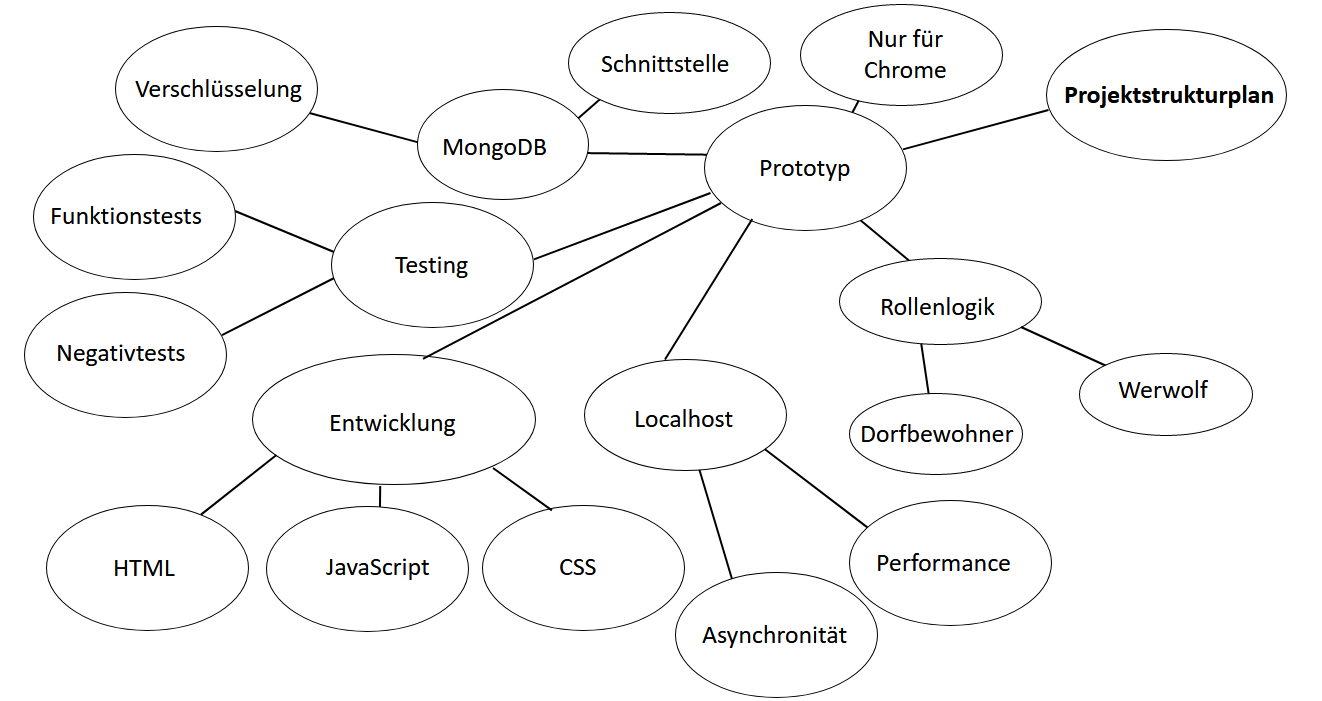 Nur für
Chrome
Schnittstelle
Verschlüsselung
Projektstrukturplan
MongoDB
Prototyp
Funktionstests
Testing
Rollenlogik
Negativtests
Werwolf
Entwicklung
Localhost
Dorfbewohner
HTML
JavaScript
CSS
Performance
Asynchronität